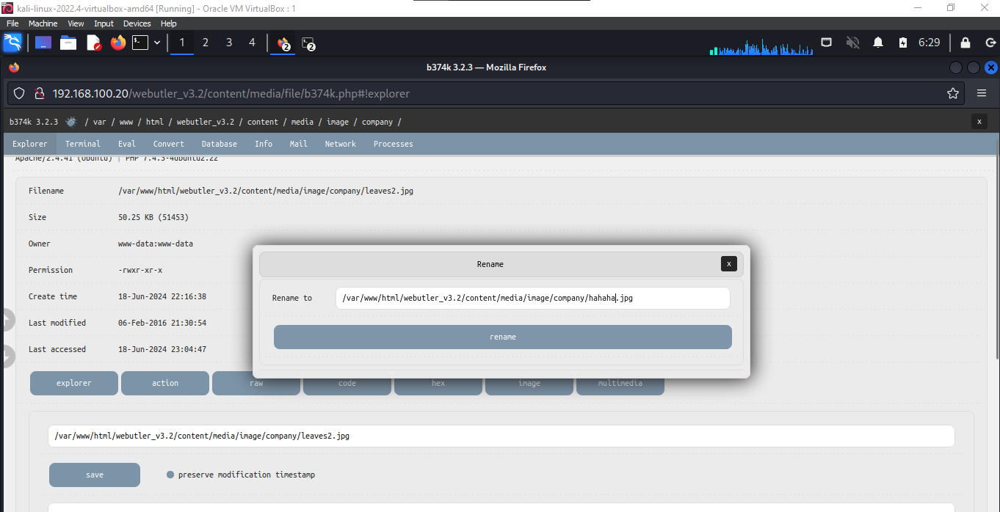 kali-linux-2022.4-virtualbox-amd64 [Running] - Oracle VM VirtualBox : 1
File Machine View Input Devices Help
1 2 3 4 2 2 6:29
b374k 3.2.3 — Mozilla Firefox
192.168.100.20/webutler_v3.2/content/media/file/b374k.php#!explorer
b374k 3.2.3 / var / www / html / webutler_v3.2 / content / media / image / company / x
Explorer Terminal Eval Convert Database Info Mail Network Processes
Apache/2.4.41 (Ubuntu) | PHP 7.4.3-4ubuntu2.22
Filename /var/www/html/webutler_v3.2/content/media/image/company/leaves2.jpg
Size 50.25 KB (51453)
Owner www-data:www-data
Rename x
Permission -rwxr-xr-x
Create time 18-Jun-2024 22:16:38
Rename to /var/www/html/webutler_v3.2/content/media/image/company/hahaha.jpg
Last modified 06-Feb-2016 21:30:54
rename
Last accessed 18-Jun-2024 23:04:47
explorer action raw code hex image multimedia
/var/www/html/webutler_v3.2/content/media/image/company/leaves2.jpg
save preserve modification timestamp